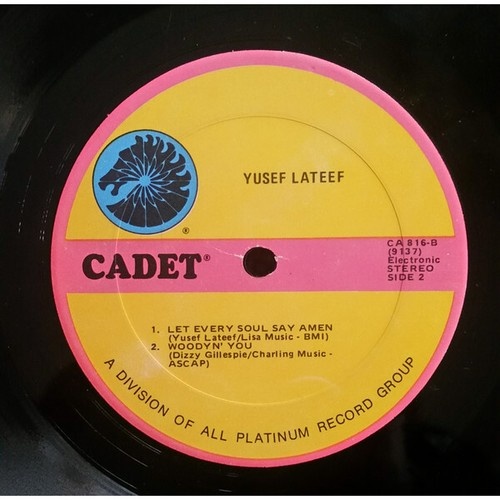 YUSEF LATEEF
®
CADET®
CA 816-B
(9137)
Electronic
STEREO
SIDE 2
1. LET EVERY SOUL SAY AMEN
(Yusef Lateef/Lisa Music - BMI)
2. WOODYN' YOU
(Dizzy Gillespie/Charling Music -
ASCAP)
A DIVISION OF ALL PLATINUM RECORD GROUP